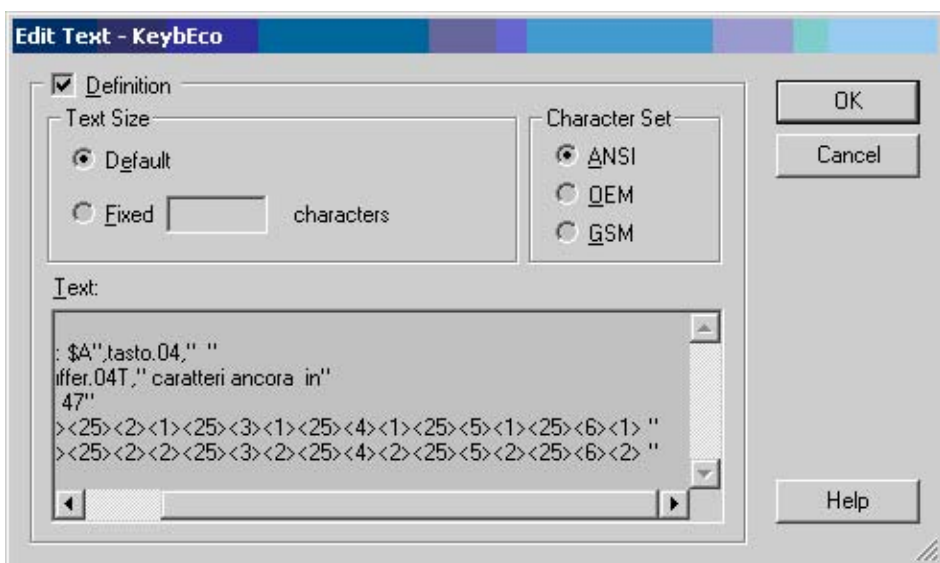 Edit Text - KeybEco
Definition
Text Size
Default
Fixed characters
Character Set
ANSI
OEM
GSM
OK
Cancel
Text:
: $A",tasto.04," "
uffer.04T," caratteri ancora  in"
47"
><25><2><1><25><3><1><25><4><1><25><5><1><25><6><1> "
><25><2><2><25><3><2><25><4><2><25><5><2><25><6><2> "
Help